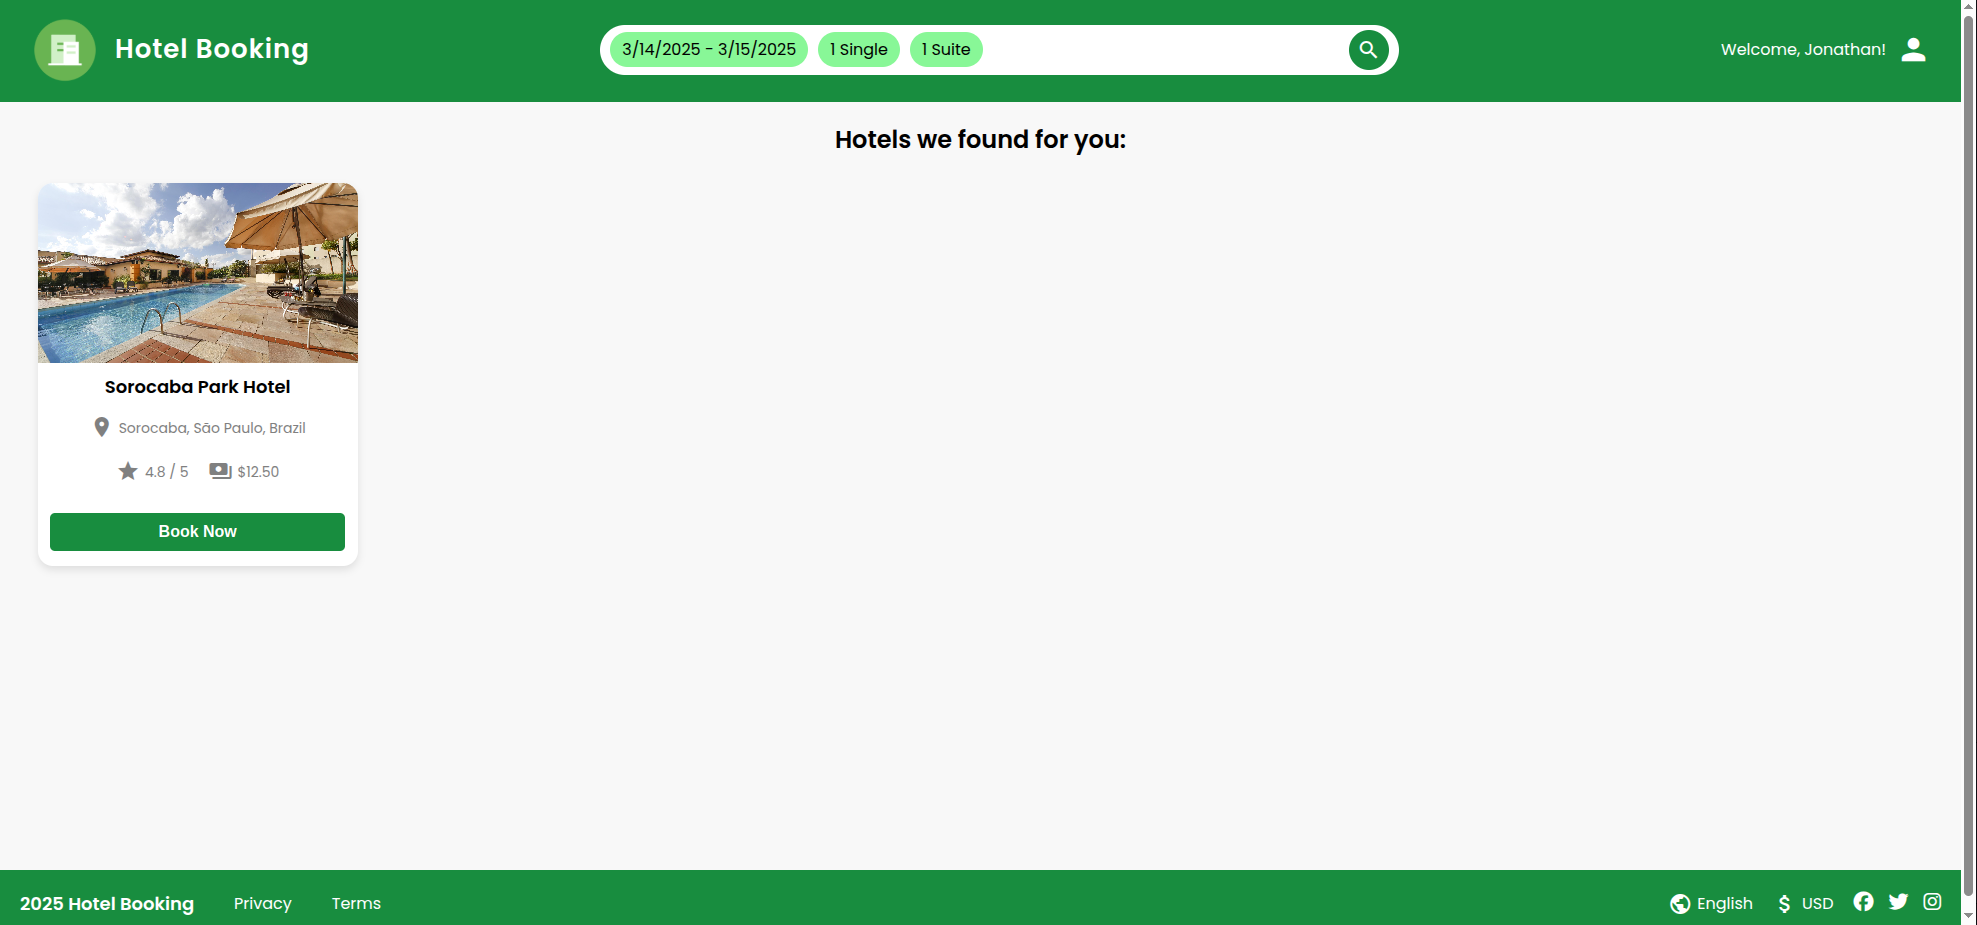 Hotel Booking
3/14/2025 - 3/15/2025 1 Single 1 Suite
Welcome, Jonathan!
Hotels we found for you:
Sorocaba Park Hotel
Sorocaba, São Paulo, Brazil
4.8 / 5 $12.50
Book Now
2025 Hotel Booking Privacy Terms
English $ USD